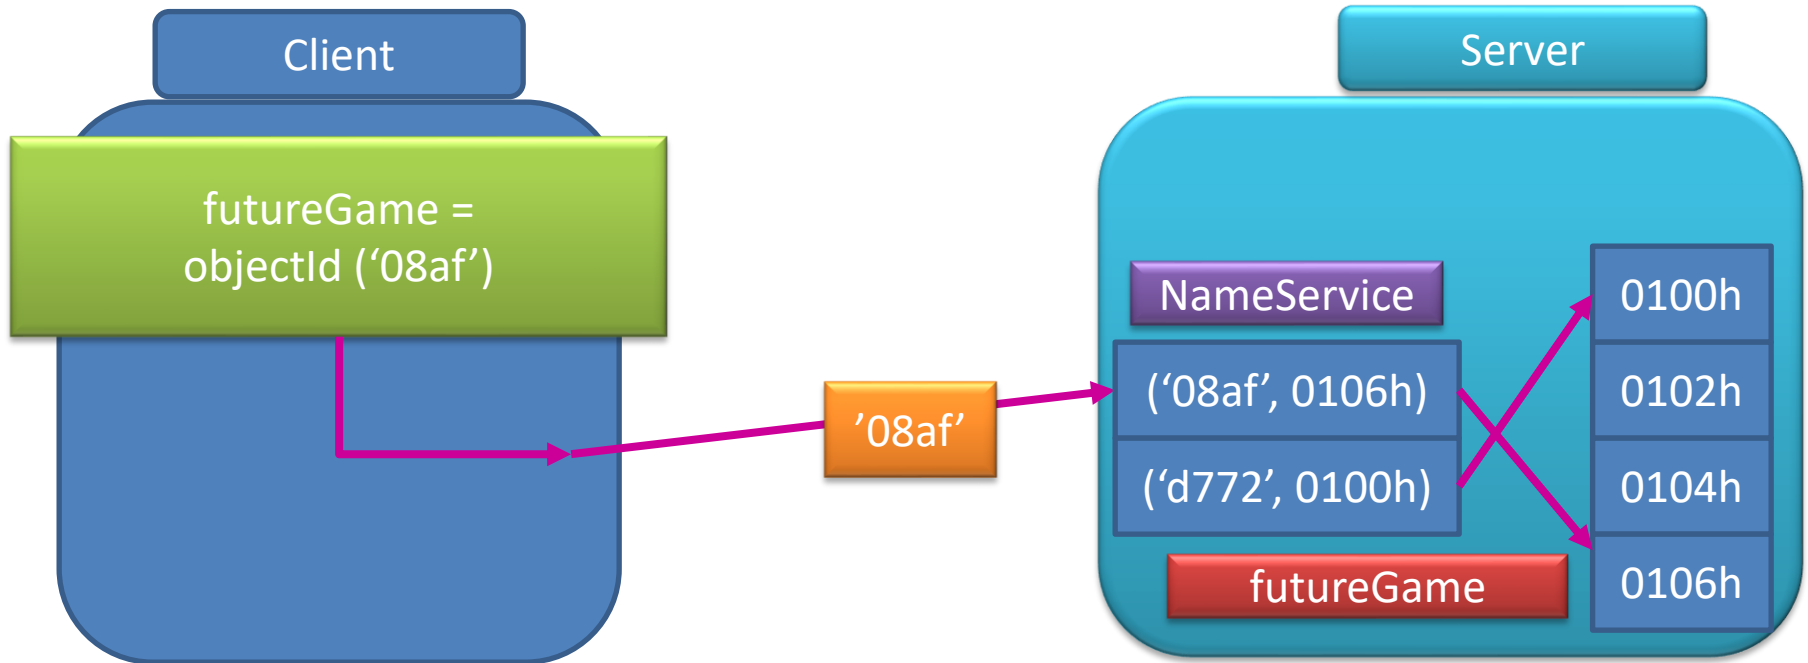 Client
futureGame =
objectId (‘08af’)
’08af’
Server
NameService
(‘08af’, 0106h)
(‘d772’, 0100h)
futureGame
0100h
0102h
0104h
0106h